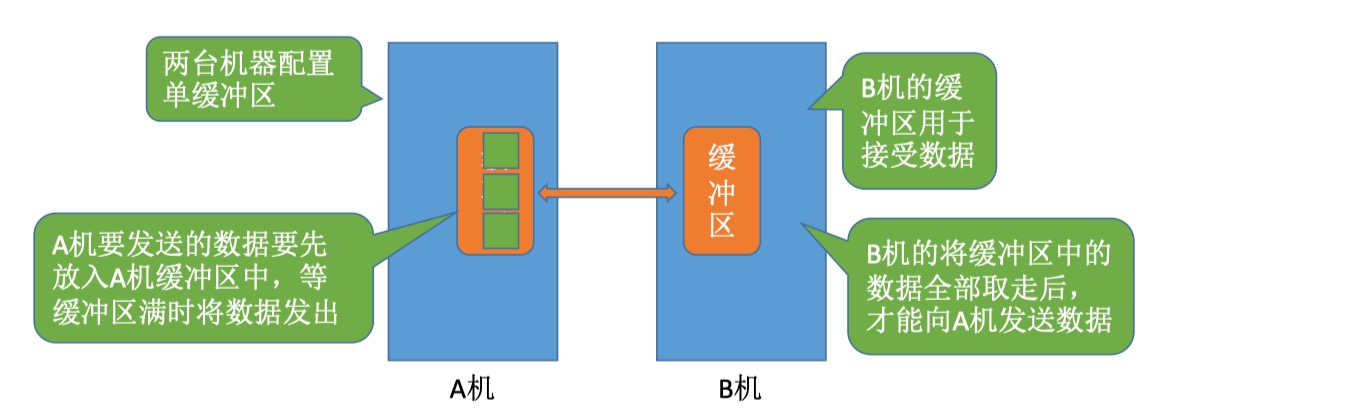 两台机器配置
单缓冲区
B机的缓
冲区用于
接受数据
缓
冲
区
A机要发送的数据要先
放入A机缓冲区中，等
缓冲区满时将数据发出
B机的将缓冲区中的
数据全部取走后，
才能向A机发送数据
A机
B机